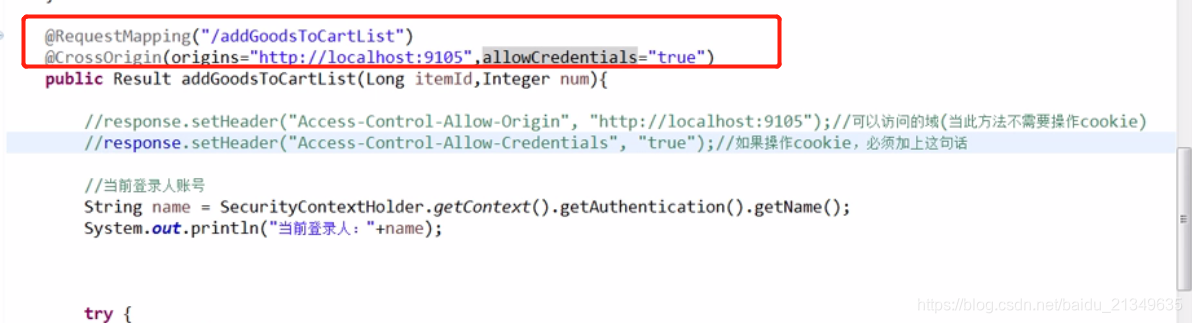 @RequestMapping("/addGoodsToCartList")
@CrossOrigin(origins="http://localhost:9105",allowCredentials="true")
public Result addGoodsToCartList(Long itemId,Integer num){
//response.setHeader("Access-Control-Allow-Origin", "http://localhost:9105");//可以访问的域(当此方法不需要操作cookie)
//response.setHeader("Access-Control-Allow-Credentials", "true");//如果操作cookie，必须加上这句话
//当前登录人账号
String name = SecurityContextHolder.getContext().getAuthentication().getName();
System.out.println("当前登录人："+name);
try {
https://blog.csdn.net/baidu_21349635